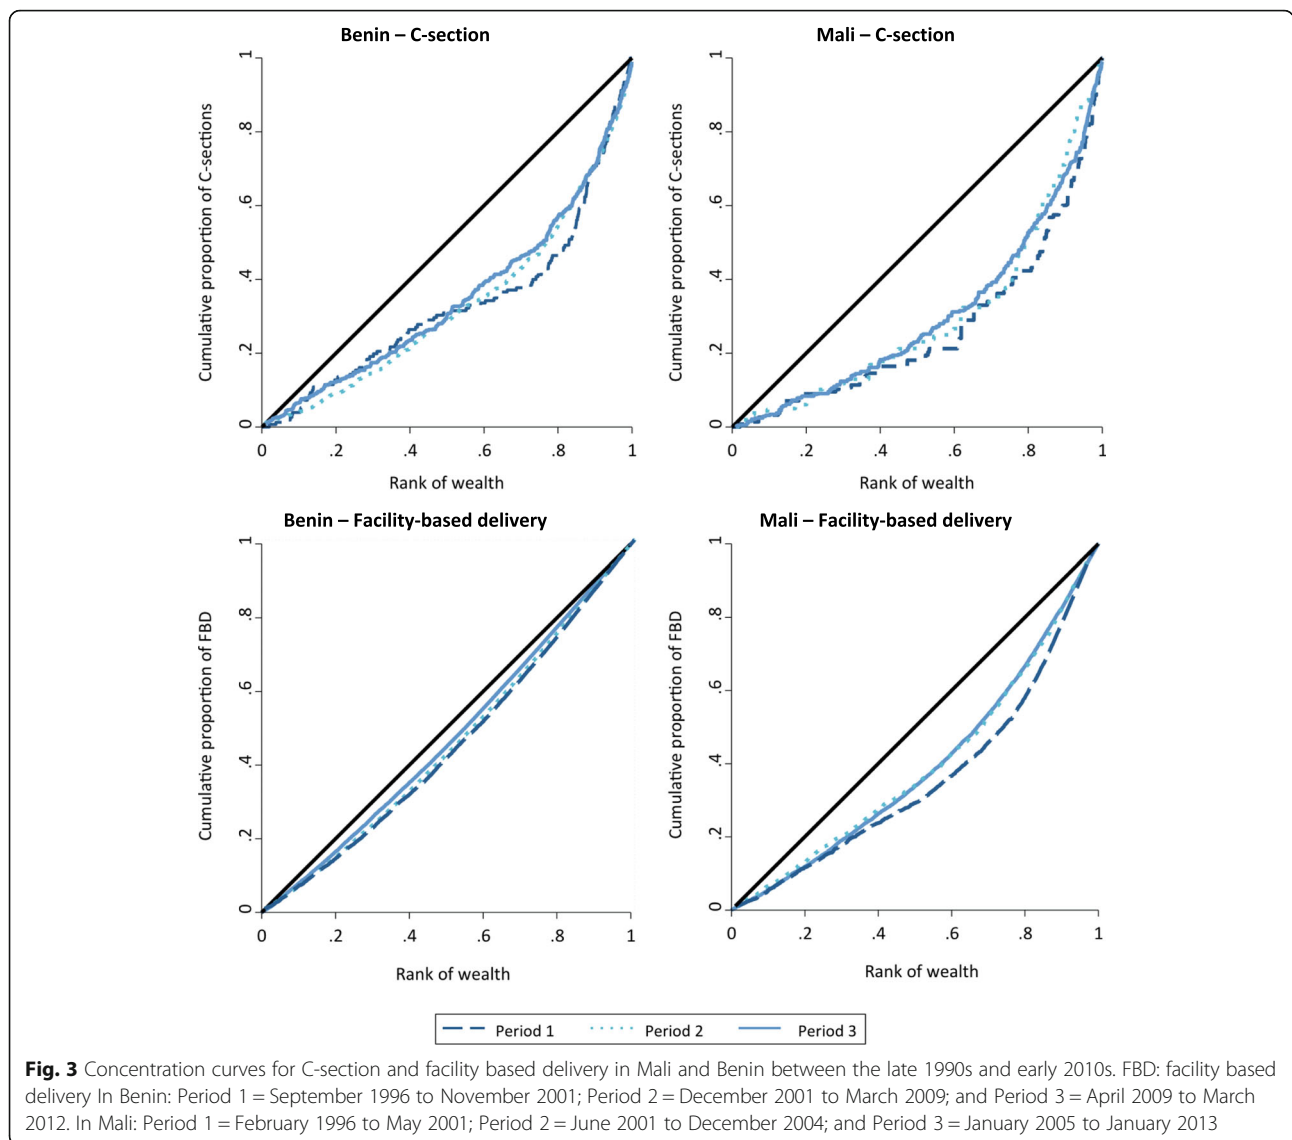 Benin – C-section
Cumulative proportion of C-sections
0 .2 .4 .6 .8 1
0 .2 .4 .6 .8 1
Rank of wealth
Mali – C-section
Cumulative proportion of C-sections
0 .2 .4 .6 .8 1
0 .2 .4 .6 .8 1
Rank of wealth
Benin – Facility-based delivery
Cumulative proportion of FBD
0 .2 .4 .6 .8 1
0 .2 .4 .6 .8 1
Rank of wealth
Mali – Facility-based delivery
Cumulative proportion of FBD
0 .2 .4 .6 .8 1
0 .2 .4 .6 .8 1
Rank of wealth
Period 1 Period 2 Period 3
Fig. 3 Concentration curves for C-section and facility based delivery in Mali and Benin between the late 1990s and early 2010s. FBD: facility based
delivery In Benin: Period 1 = September 1996 to November 2001; Period 2 = December 2001 to March 2009; and Period 3 = April 2009 to March
2012. In Mali: Period 1 = February 1996 to May 2001; Period 2 = June 2001 to December 2004; and Period 3 = January 2005 to January 2013